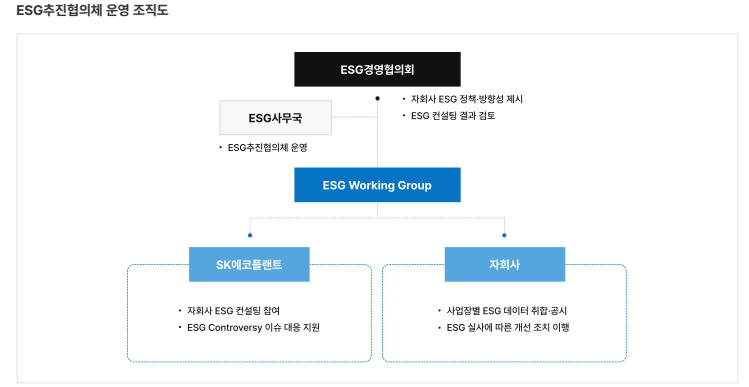 ESG추진협의체 운영 조직도
ESG경영협의회
• 자회사 ESG 정책·방향성 제시
• ESG 컨설팅 결과 검토
ESG사무국
• ESG추진협의체 운영
ESG Working Group
SK에코플랜트
• 자회사 ESG 컨설팅 참여
• ESG Controversy 이슈 대응 지원
자회사
• 사업장별 ESG 데이터 취합·공시
• ESG 실사에 따른 개선 조치 이행